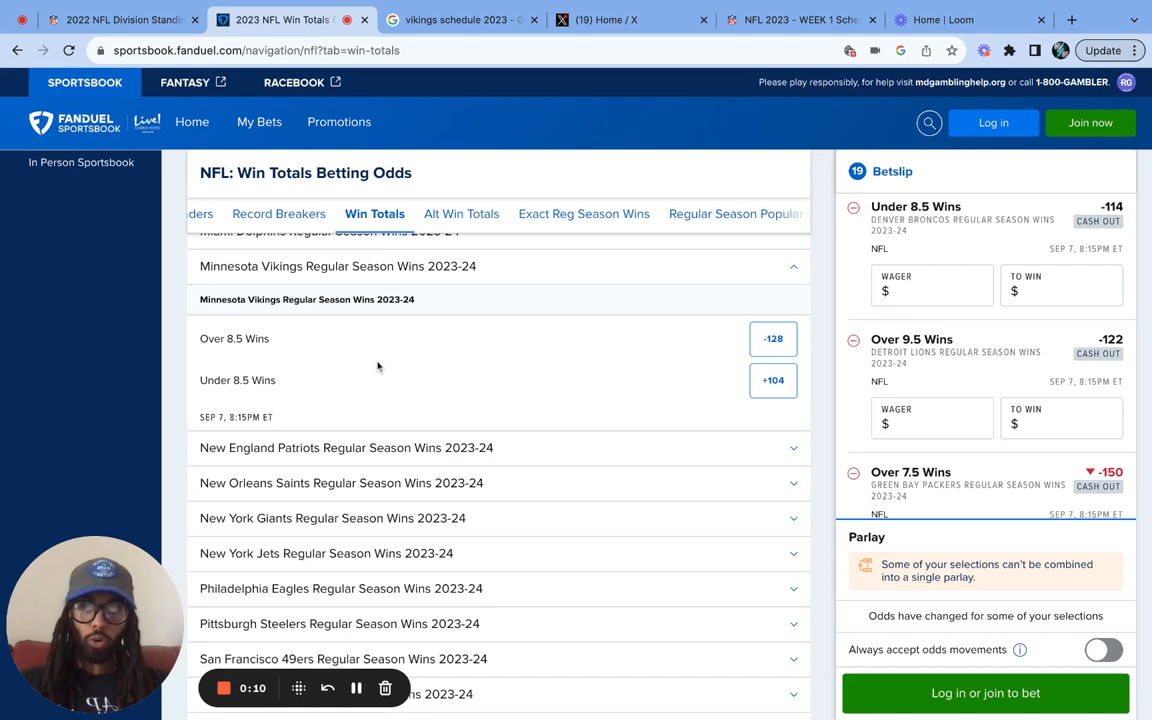 2022 NFL Division Standin
2023 NFL Win Totals
vikings schedule 2023 - G
(19) Home / X
NFL 2023 - WEEK 1 Sche
Home | Loom
sportsbook.fanduel.com/navigation/nfl?tab=win-totals
Update
SPORTSBOOK
FANTASY
RACEBOOK
Please play responsibly, for help visit mdgamblinghelp.org or call 1-800-GAMBLER.
RG
FANDUEL
SPORTSBOOK
Live!
Home
My Bets
Promotions
Log in
Join now
In Person Sportsbook
NFL: Win Totals Betting Odds
ders
Record Breakers
Win Totals
Alt Win Totals
Exact Reg Season Wins
Regular Season Popular
Miami Dolphins Regular Season Wins 2023-24
Minnesota Vikings Regular Season Wins 2023-24
Minnesota Vikings Regular Season Wins 2023-24
Over 8.5 Wins
-128
Under 8.5 Wins
+104
SEP 7, 8:15PM ET
New England Patriots Regular Season Wins 2023-24
New Orleans Saints Regular Season Wins 2023-24
New York Giants Regular Season Wins 2023-24
New York Jets Regular Season Wins 2023-24
Philadelphia Eagles Regular Season Wins 2023-24
Pittsburgh Steelers Regular Season Wins 2023-24
San Francisco 49ers Regular Season Wins 2023-24
ns 2023-24
0:10
19 Betslip
Under 8.5 Wins
-114
DENVER BRONCOS REGULAR SEASON WINS
2023-24
CASH OUT
NFL
SEP 7, 8:15PM ET
WAGER
$
TO WIN
$
Over 9.5 Wins
-122
DETROIT LIONS REGULAR SEASON WINS
2023-24
CASH OUT
NFL
SEP 7, 8:15PM ET
WAGER
$
TO WIN
$
Over 7.5 Wins
-150
GREEN BAY PACKERS REGULAR SEASON WINS
2023-24
CASH OUT
NFL
SEP 7, 8:15PM ET
Parlay
Some of your selections can't be combined
into a single parlay.
Odds have changed for some of your selections
Always accept odds movements
Log in or join to bet